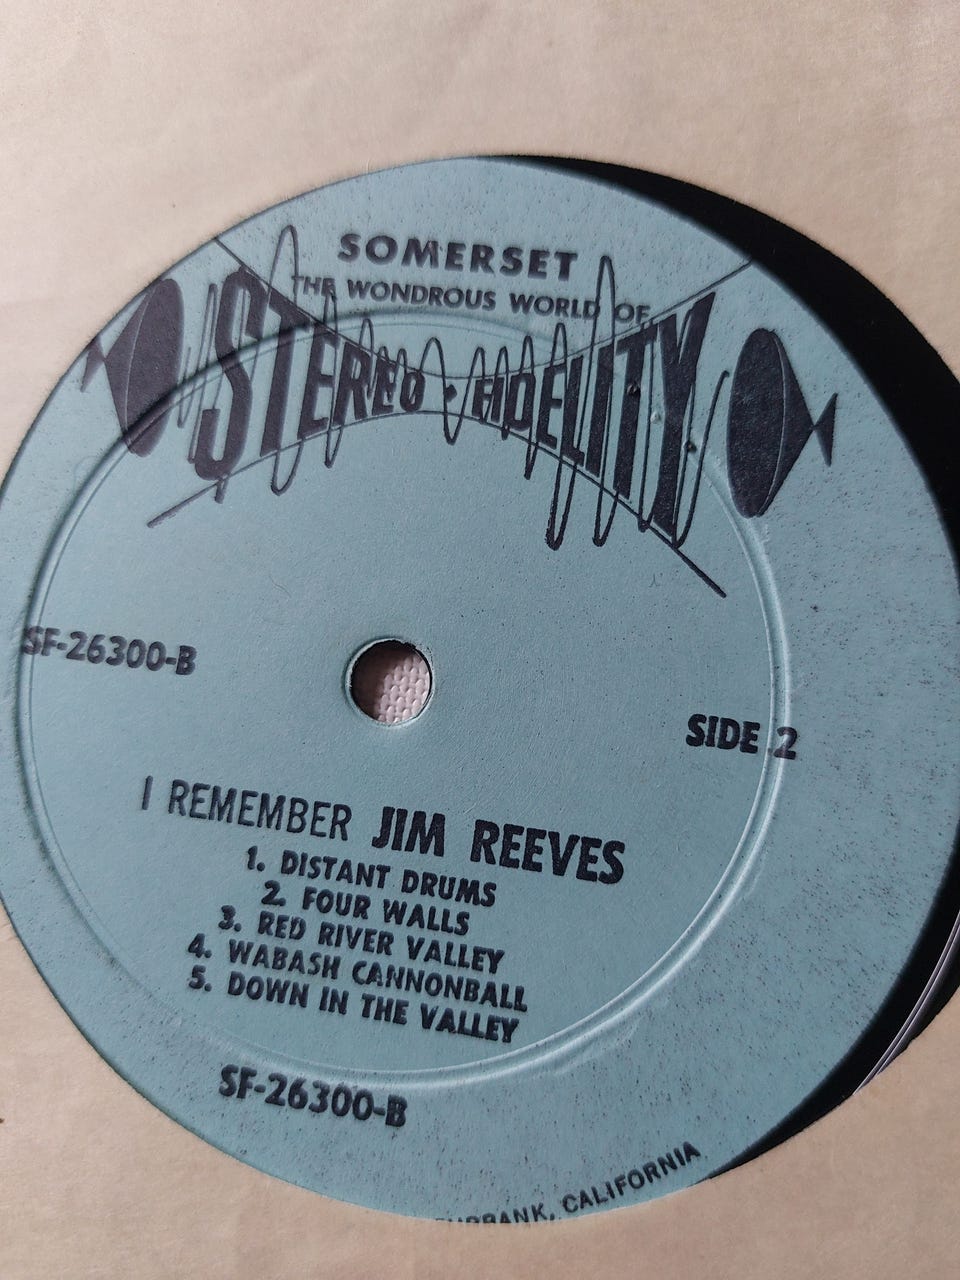 SOMERSET
THE WONDROUS WORLD OF
STEREO · FIDELITY
SF-26300-B
SIDE 2
I REMEMBER JIM REEVES
1. DISTANT DRUMS
2. FOUR WALLS
3. RED RIVER VALLEY
4. WABASH CANNONBALL
5. DOWN IN THE VALLEY
SF-26300-B
BURBANK, CALIFORNIA